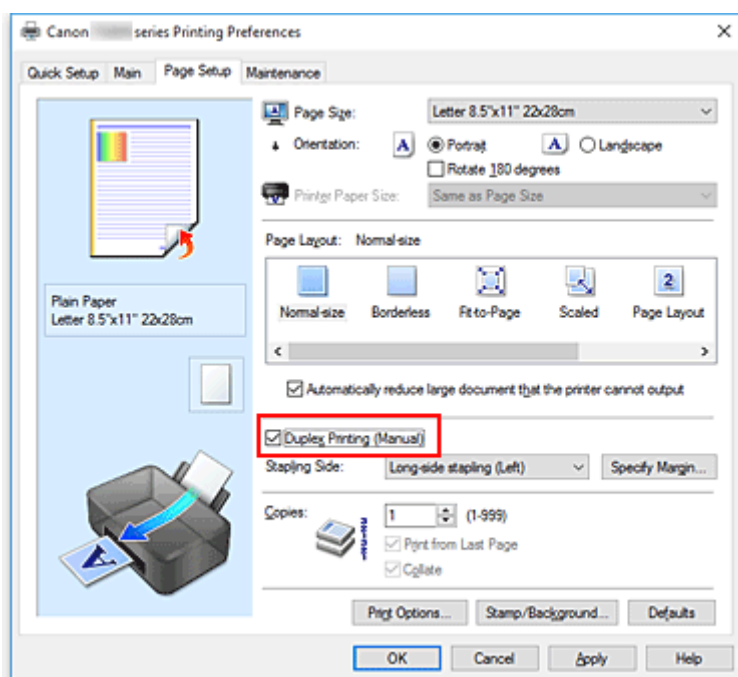 Canon series Printing Preferences
Quick Setup Main Page Setup Maintenance
Page Size: Letter 8.5"x11" 22x28cm
Orientation: A Portrait A Landscape
Rotate 180 degrees
Printer Paper Size: Same as Page Size
Page Layout: Normal-size
2
Normal-size Borderless Fit-to-Page Scaled Page Layout
Plain Paper
Letter 8.5"x11" 22x28cm
Automatically reduce large document that the printer cannot output
Duplex Printing (Manual)
Stapling Side: Long-side stapling (Left) Specify Margin...
Copies: 1 (1-999)
Print from Last Page
Collate
A
Print Options... Stamp/Background... Defaults
OK Cancel Apply Help